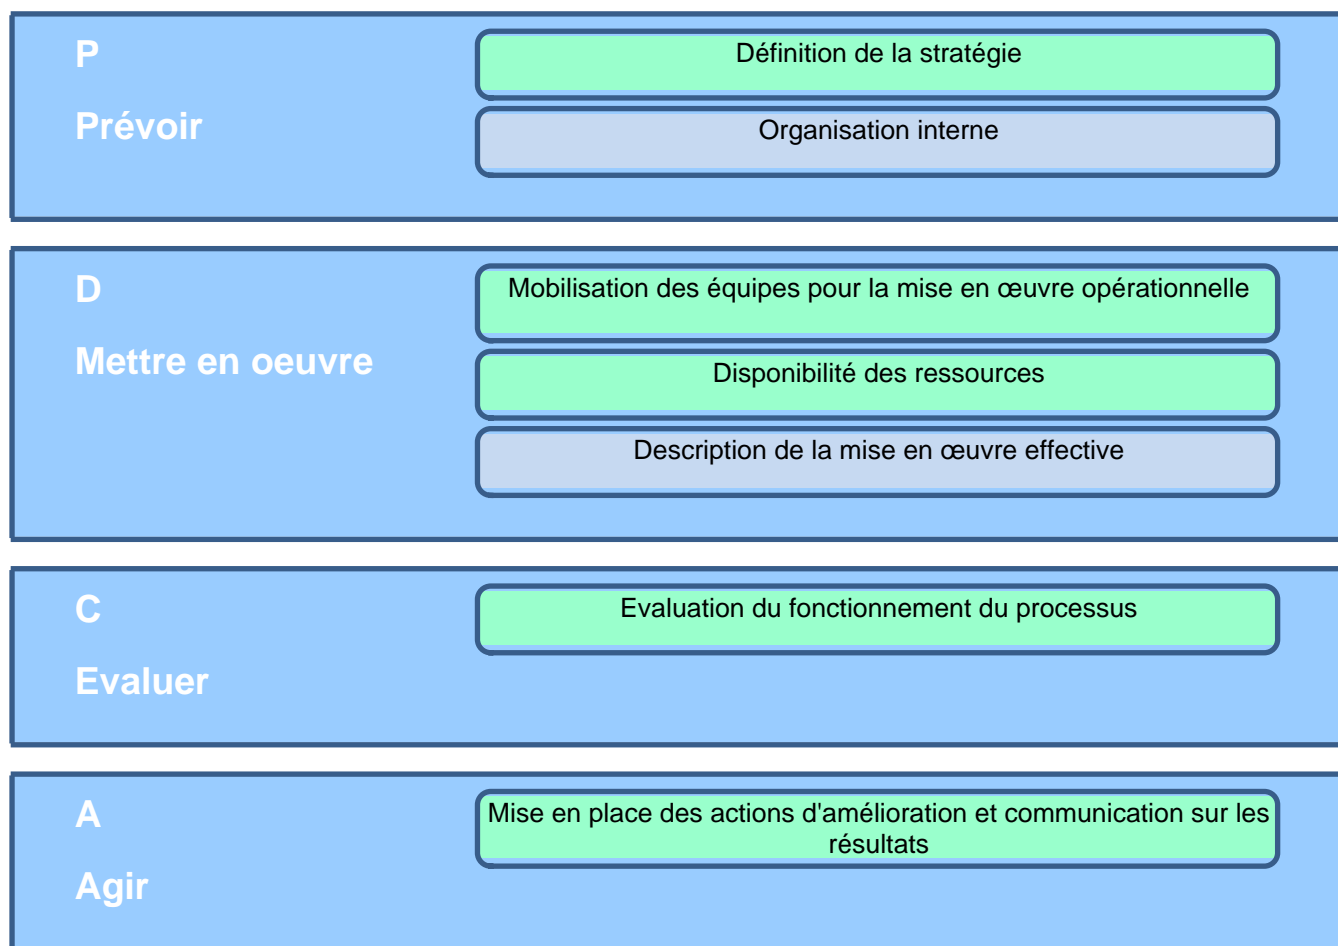 P
Prévoir
Définition de la stratégie
Organisation interne
D
Mettre en oeuvre
Mobilisation des équipes pour la mise en œuvre opérationnelle
Disponibilité des ressources
Description de la mise en œuvre effective
C
Evaluer
Evaluation du fonctionnement du processus
A
Agir
Mise en place des actions d'amélioration et communication sur les
résultats